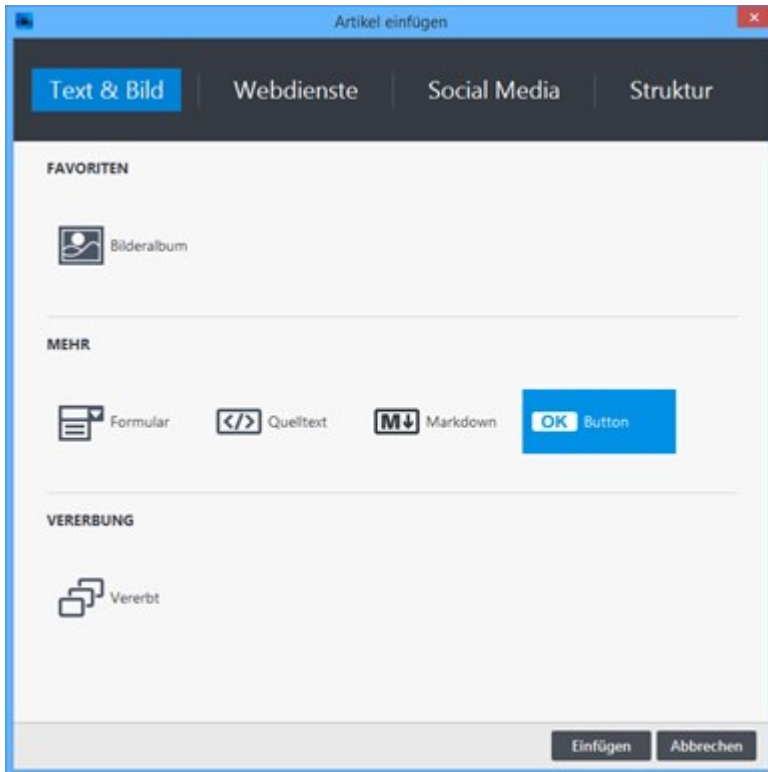 Artikel einfügen
Text & Bild Webdienste Social Media Struktur
FAVORITEN
Bilderalbum
MEHR
Formular </> Quelltext M↓ Markdown OK Button
VERERBUNG
Vererbt
Einfügen Abbrechen